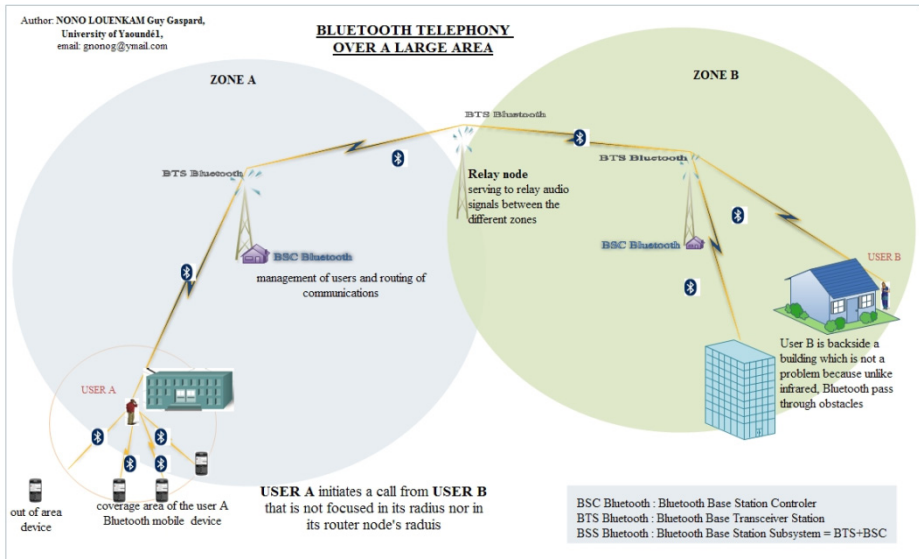 Author: NONO LOUENKAM Guy Gaspard,
University of Yaoundé1,
email: gnonog@ymail.com
BLUETOOTH TELEPHONY
OVER A LARGE AREA
ZONE A
ZONE B
BTS Bluetooth
BTS Bluetooth
BTS Bluetooth
Relay node
serving to relay audio
signals between the
different zones
BSC Bluetooth
management of users and routing of
communications
BSC Bluetooth
USER B
User B is backside a
building which is not a
problem because unlike
infrared, Bluetooth pass
through obstacles
USER A
out of area
device
coverage area of the user A
Bluetooth mobile device
USER A initiates a call from USER B
that is not focused in its radius nor in
its router node's raduis
BSC Bluetooth : Bluetooth Base Station Controler
BTS Bluetooth : Bluetooth Base Transceiver Station
BSS Bluetooth : Bluetooth Base Station Subsystem = BTS+BSC